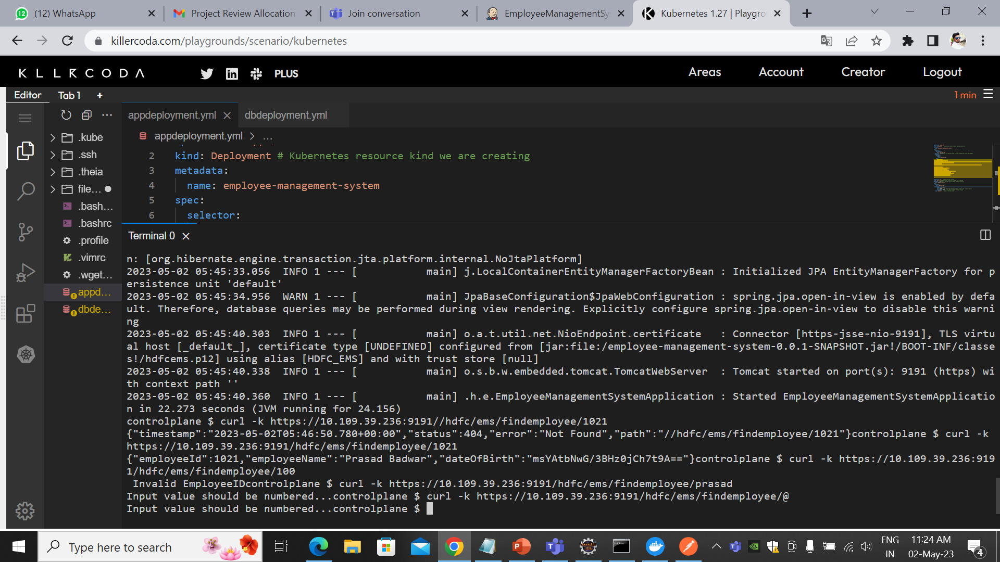 (12) WhatsApp
Project Review Allocation
Join conversation
EmployeeManagementSy
Kubernetes 1.27 | Playgro
killercoda.com/playgrounds/scenario/kubernetes
KLLRCODA
PLUS
Areas
Account
Creator
Logout
Editor
Tab 1
+
1 min
appdeployment.yml
dbdeployment.yml
appdeployment.yml > ...
.kube
.ssh
.theia
file...
.bash...
.bashrc
.profile
.vimrc
.wget...
appd...
dbde...
2 kind: Deployment # Kubernetes resource kind we are creating
3 metadata:
4 name: employee-management-system
5 spec:
6 selector:
Terminal 0
n: [org.hibernate.engine.transaction.jta.platform.internal.NoJtaPlatform]
2023-05-02 05:45:33.056  INFO 1 --- [           main] j.LocalContainerEntityManagerFactoryBean : Initialized JPA EntityManagerFactory for p
ersistence unit 'default'
2023-05-02 05:45:34.956  WARN 1 --- [           main] JpaBaseConfiguration$JpaWebConfiguration : spring.jpa.open-in-view is enabled by defa
ult. Therefore, database queries may be performed during view rendering. Explicitly configure spring.jpa.open-in-view to disable this warni
ng
2023-05-02 05:45:40.303  INFO 1 --- [           main] o.a.t.util.net.NioEndpoint.certificate   : Connector [https-jsse-nio-9191], TLS virtu
al host [_default_], certificate type [UNDEFINED] configured from [jar:file:/employee-management-system-0.0.1-SNAPSHOT.jar!/BOOT-INF/classe
s!/hdfcems.p12] using alias [HDFC_EMS] and with trust store [null]
2023-05-02 05:45:40.338  INFO 1 --- [           main] o.s.b.w.embedded.tomcat.TomcatWebServer  : Tomcat started on port(s): 9191 (https) wi
th context path ''
2023-05-02 05:45:40.360  INFO 1 --- [           main] .h.e.EmployeeManagementSystemApplication : Started EmployeeManagementSystemApplicatio
n in 22.273 seconds (JVM running for 24.156)
controlplane $ curl -k https://10.109.39.236:9191//hdfc/ems/findemployee/1021
{"timestamp":"2023-05-02T05:46:50.780+00:00","status":404,"error":"Not Found","path":"//hdfc/ems/findemployee/1021"}controlplane $ curl -k
https://10.109.39.236:9191/hdfc/ems/findemployee/1021
{"employeeId":1021,"employeeName":"Prasad Badwar","dateOfBirth":"msYAtbNwG/3BHz0jCh7t9A=="}controlplane $ curl -k https://10.109.39.236:919
1/hdfc/ems/findemployee/100
 Invalid EmployeeIDcontrolplane $ curl -k https://10.109.39.236:9191/hdfc/ems/findemployee/prasad
Input value should be numbered...controlplane $ curl -k https://10.109.39.236:9191/hdfc/ems/findemployee/@
Input value should be numbered...controlplane $
Type here to search
ENG
IN
11:24 AM
02-May-23
4